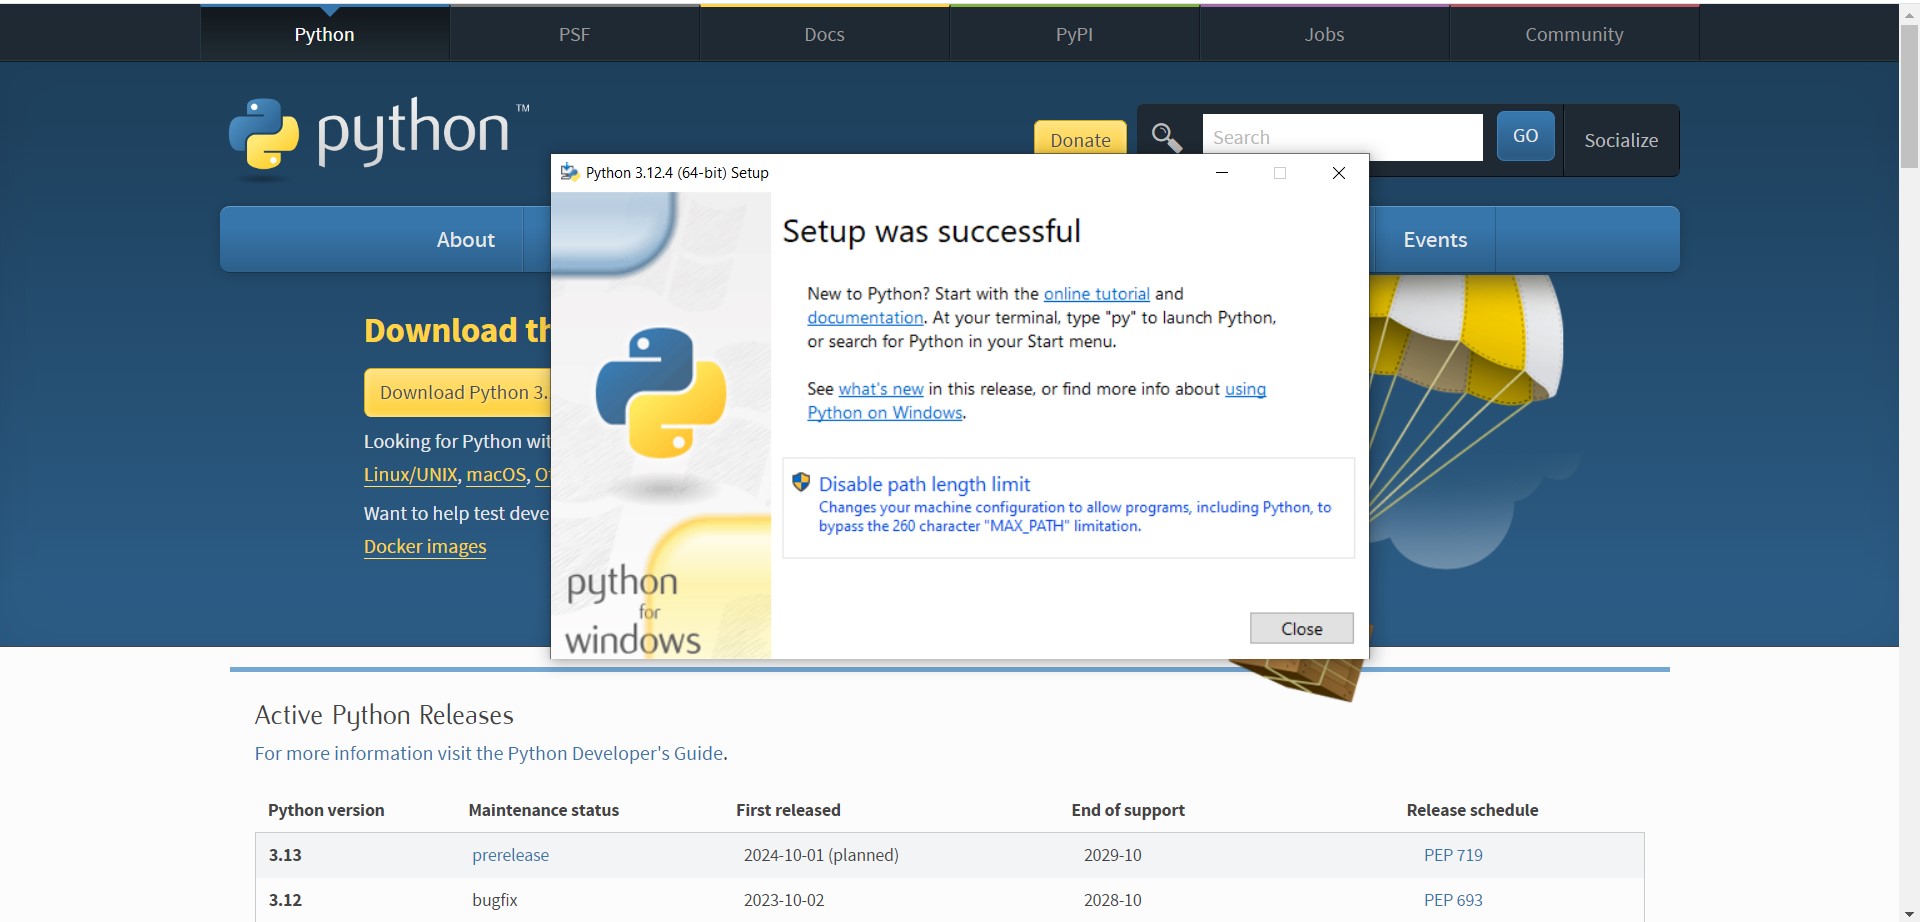 Python
PSF
Docs
PyPI
Jobs
Community
python™
Donate
Search
GO
Socialize
About
Events
Download
Download Python 3.
Looking for Python
Linux/UNIX, macOS,
Want to help test
Docker images
Python 3.12.4 (64-bit) Setup
Setup was successful
New to Python? Start with the online tutorial and
documentation. At your terminal, type "py" to launch Python,
or search for Python in your Start menu.
See what's new in this release, or find more info about using
Python on Windows.
Disable path length limit
Changes your machine configuration to allow programs, including Python, to
bypass the 260 character "MAX_PATH" limitation.
python
for
windows
Close
Active Python Releases
For more information visit the Python Developer's Guide.
Python version Maintenance status First released End of support Release schedule
3.13 prerelease 2024-10-01 (planned) 2029-10 PEP 719
3.12 bugfix 2023-10-02 2028-10 PEP 693